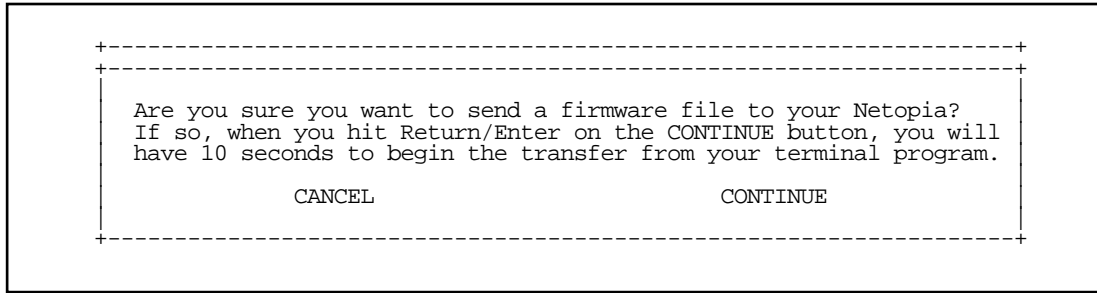 Are you sure you want to send a firmware file to your Netopia?
If so, when you hit Return/Enter on the CONTINUE button, you will
have 10 seconds to begin the transfer from your terminal program.
CANCEL CONTINUE